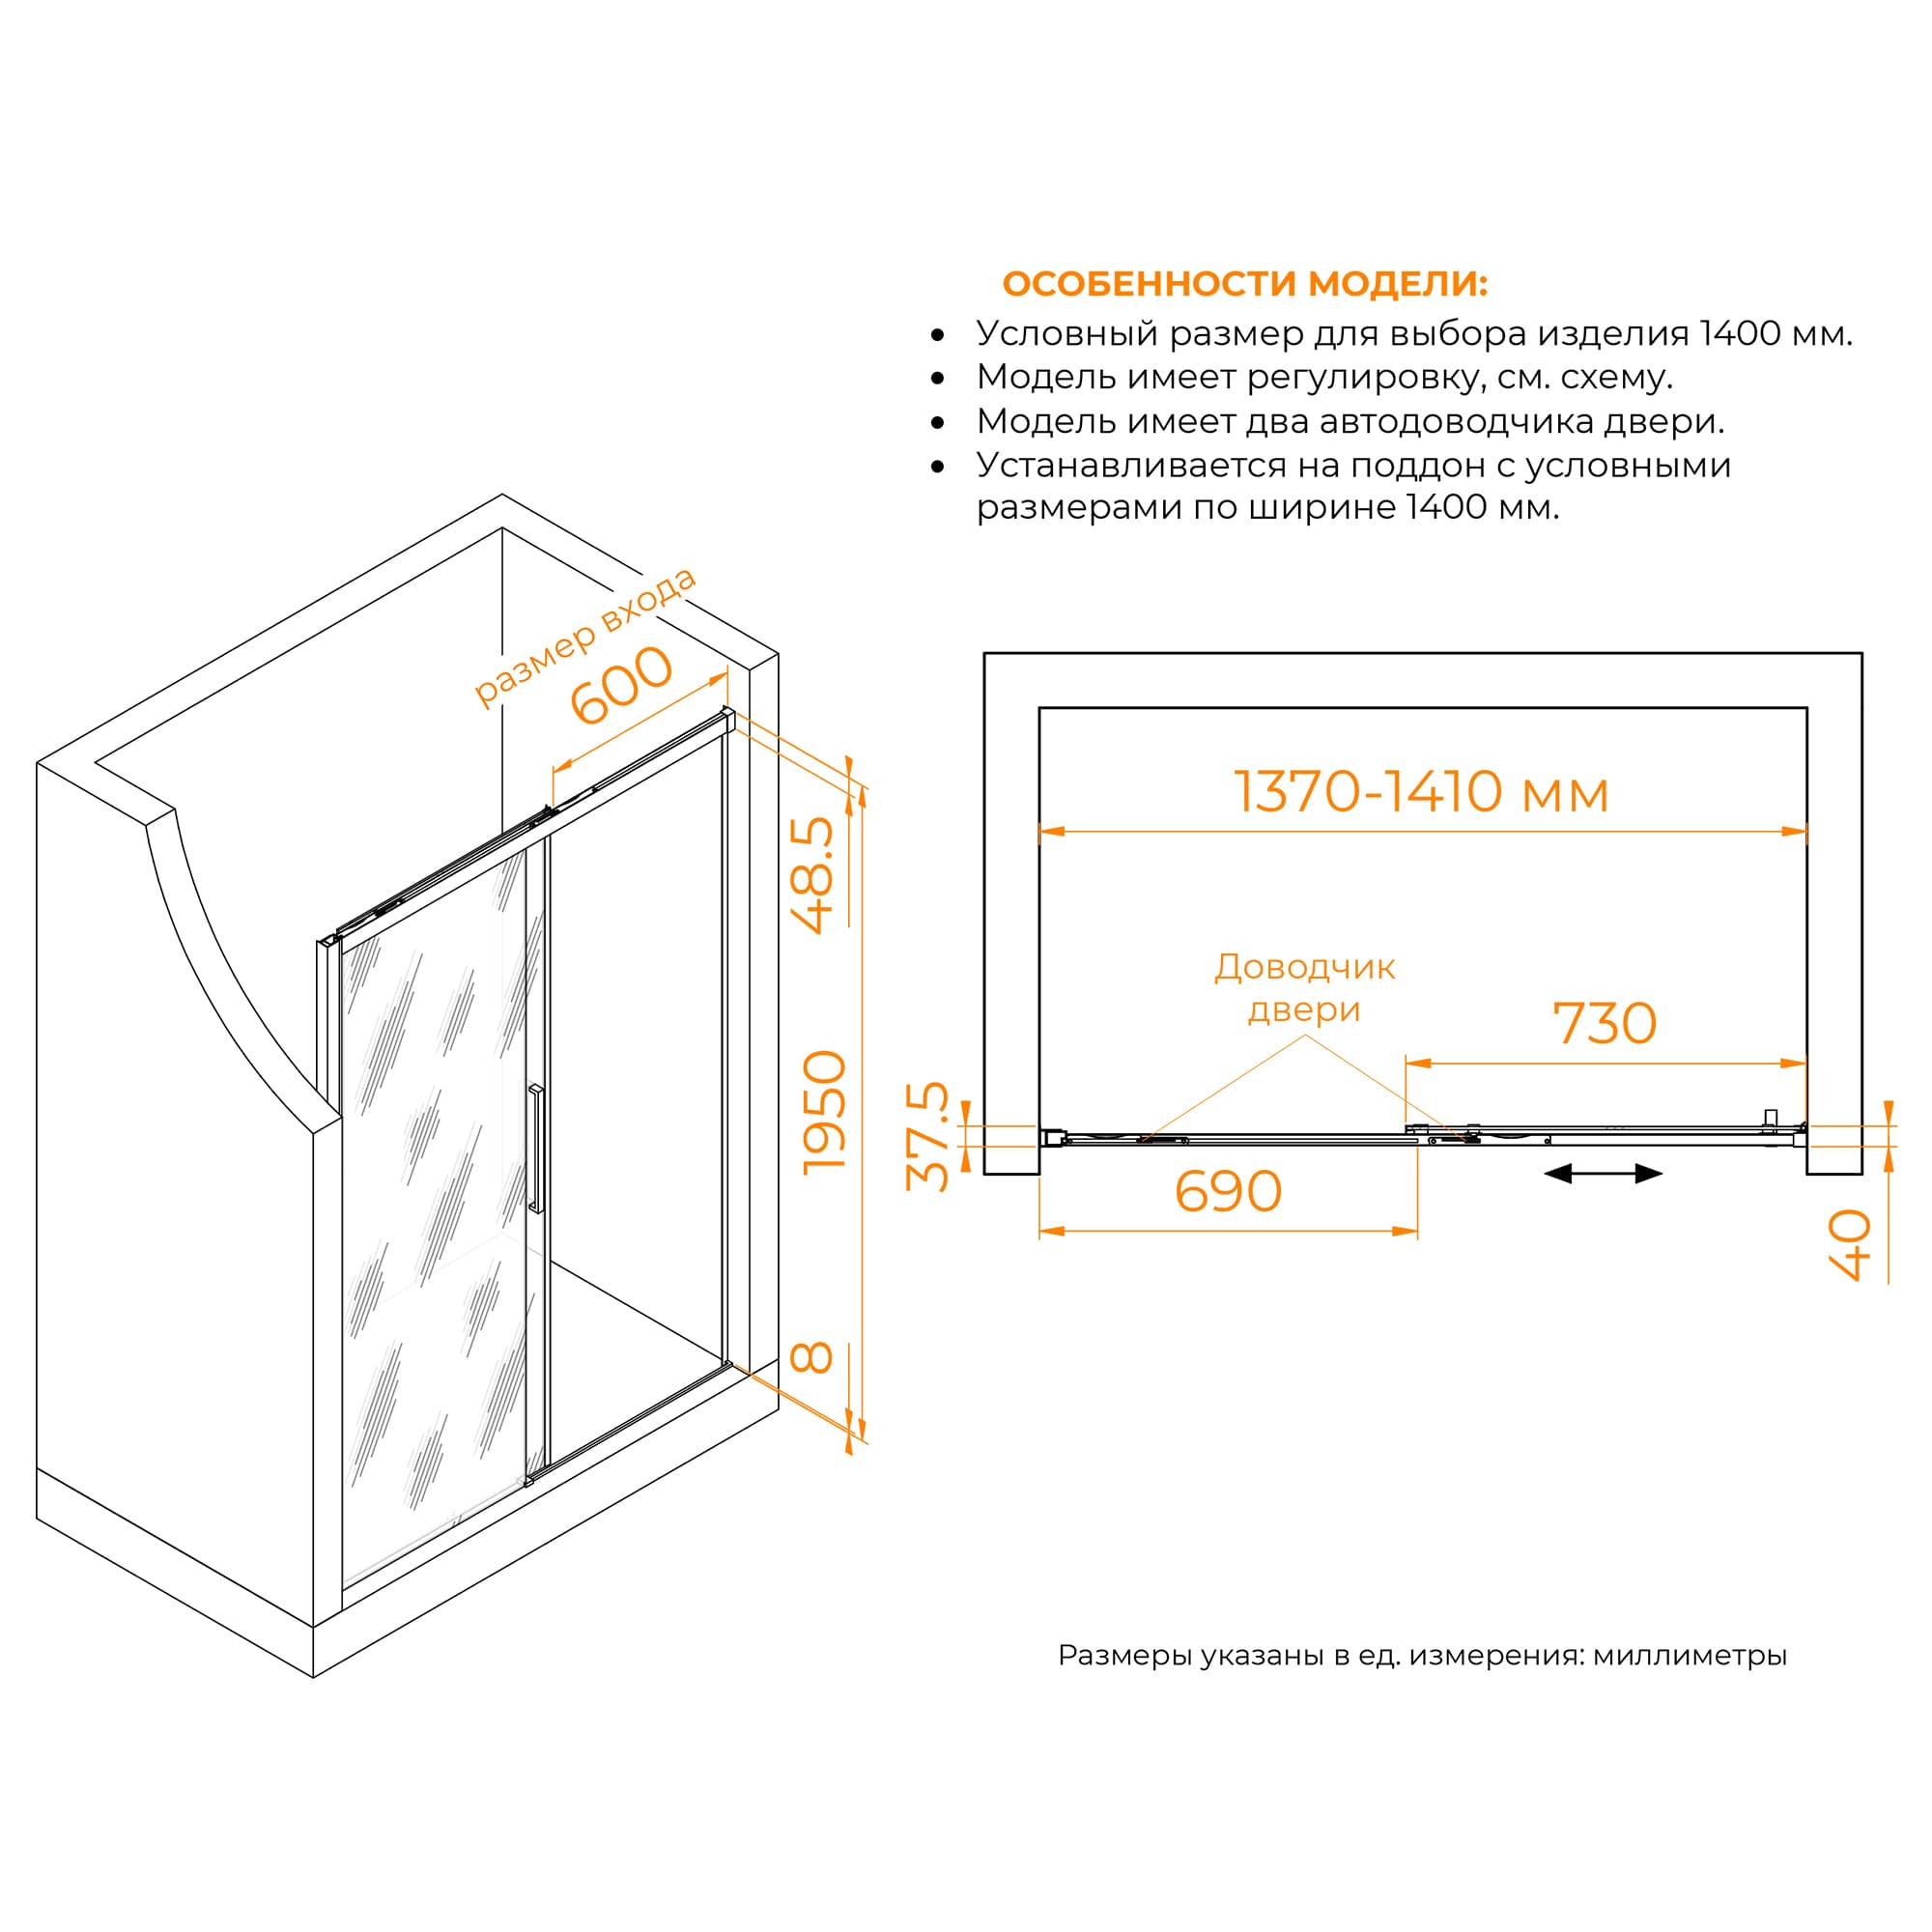 ОСОБЕННОСТИ МОДЕЛИ:
• Условный размер для выбора изделия 1400 мм.
• Модель имеет регулировку, см. схему.
• Модель имеет два автодоводчика двери.
• Устанавливается на поддон с условными
размерами по ширине 1400 мм.
размер входа
600
48.5
1950
8
1370-1410 мм
Доводчик
двери
730
37.5
690
40
Размеры указаны в ед. измерения: миллиметры